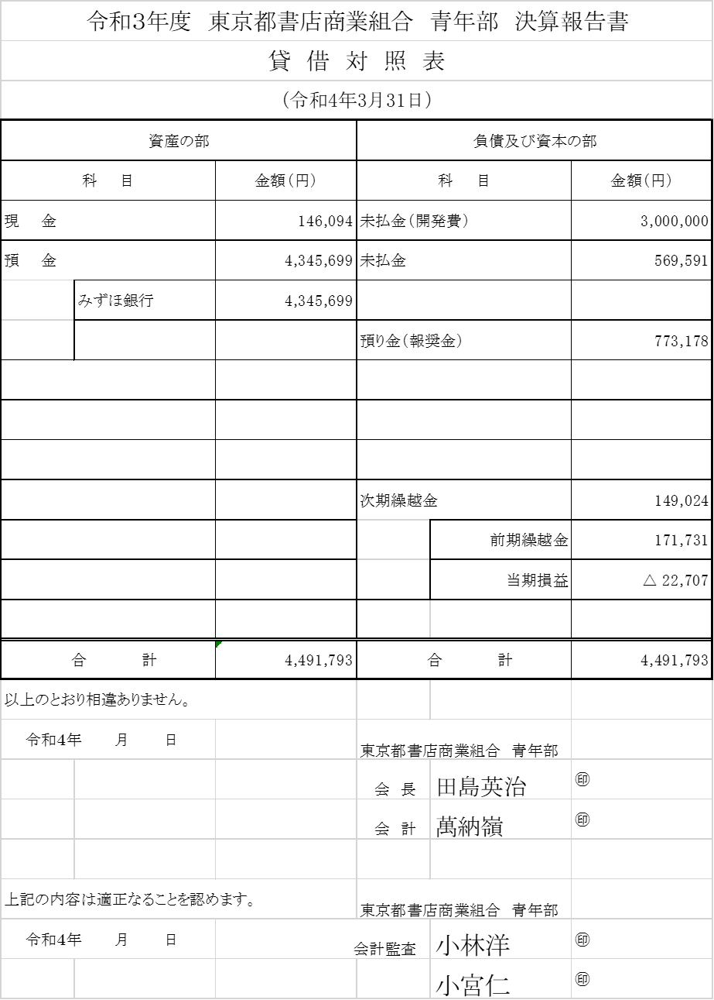 令和3年度　東京都書店商業組合　青年部　決算報告書
貸　借　対　照　表
（令和4年3月31日）
資産の部　負債及び資本の部
科　目　金額（円）　科　目　金額（円）
現　金　146,094　未払金（開発費）　3,000,000
預　金　4,345,699　未払金　569,591
みずほ銀行　4,345,699
預り金（報奨金）　773,178
次期繰越金　149,024
前期繰越金　171,731
当期損益　△ 22,707
合　計　4,491,793　合　計　4,491,793
以上のとおり相違ありません。
令和4年　月　日
東京都書店商業組合　青年部
会　長　田島英治　㊞
会　計　萬納嶺　㊞
上記の内容は適正なることを認めます。
東京都書店商業組合　青年部
令和4年　月　日　会計監査　小林洋　㊞
小宮仁　㊞